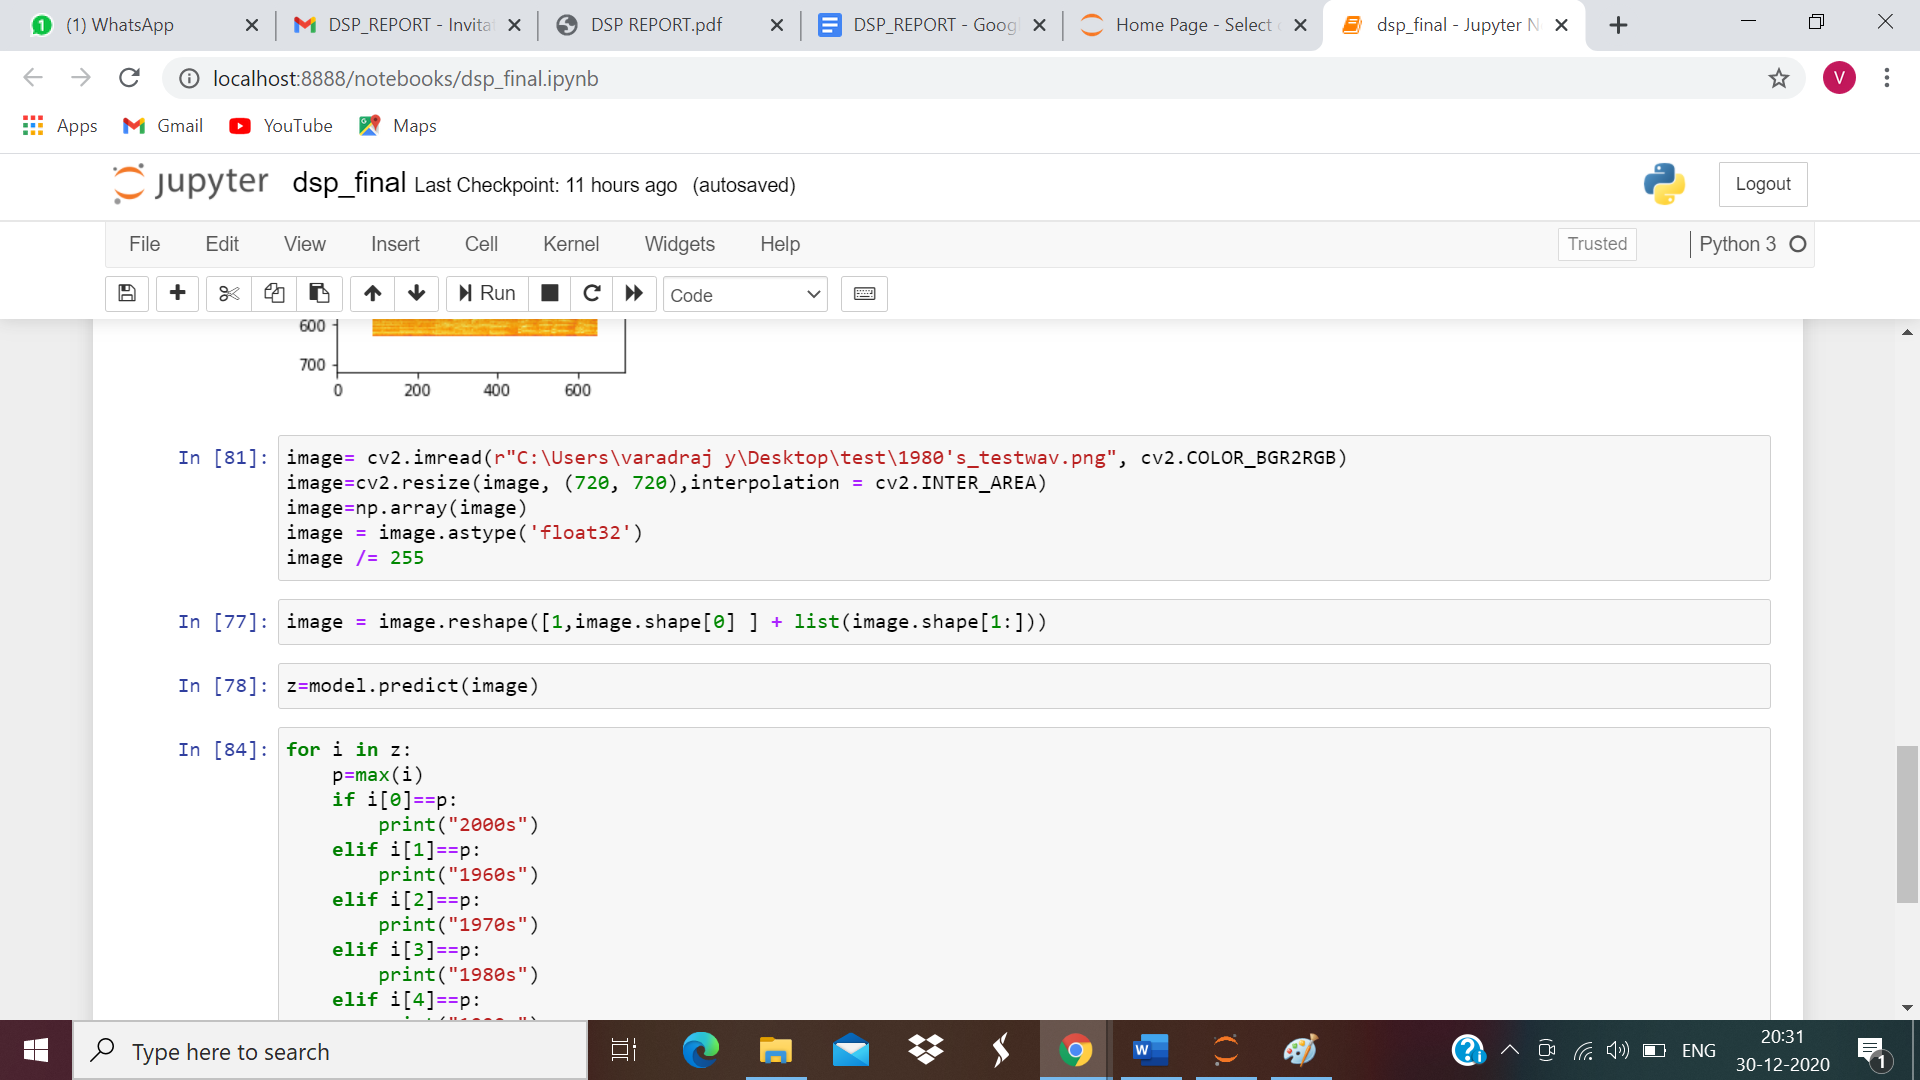 (1) WhatsApp
DSP_REPORT - Invita
DSP REPORT.pdf
DSP_REPORT - Goog
Home Page - Select
dsp_final - Jupyter N
localhost:8888/notebooks/dsp_final.ipynb
V
Apps
Gmail
YouTube
Maps
jupyter
dsp_final Last Checkpoint: 11 hours ago (autosaved)
Logout
File Edit View Insert Cell Kernel Widgets Help
Trusted
Python 3
Run
Code
600
700
0 200 400 600
In [81]:
image= cv2.imread(r"C:\Users\varadraj y\Desktop\test\1980's_testwav.png", cv2.COLOR_BGR2RGB)
image=cv2.resize(image, (720, 720),interpolation = cv2.INTER_AREA)
image=np.array(image)
image = image.astype('float32')
image /= 255
In [77]:
image = image.reshape([1,image.shape[0] ] + list(image.shape[1:]))
In [78]:
z=model.predict(image)
In [84]:
for i in z:
    p=max(i)
    if i[0]==p:
        print("2000s")
    elif i[1]==p:
        print("1960s")
    elif i[2]==p:
        print("1970s")
    elif i[3]==p:
        print("1980s")
    elif i[4]==p:
Type here to search
W
ENG
20:31
30-12-2020
1